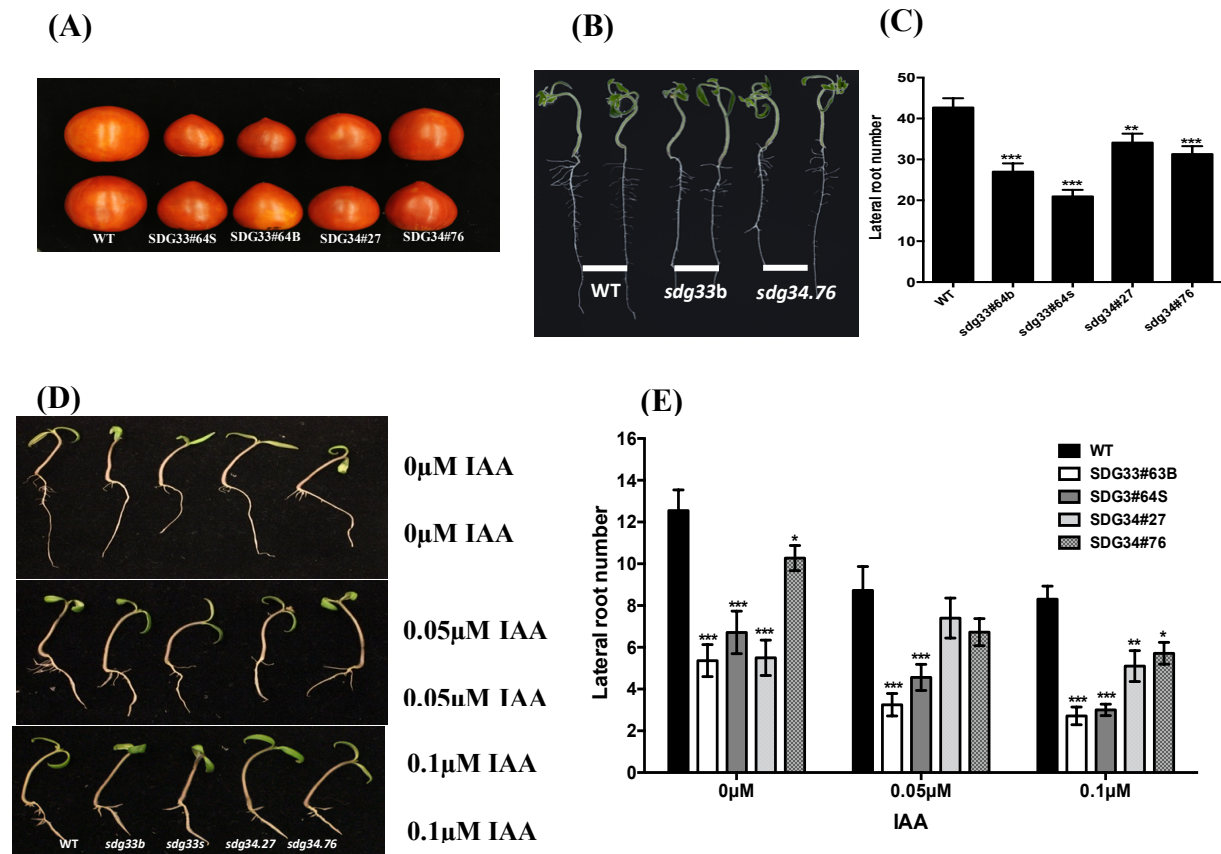 (A)
WT SDG33#64S SDG33#64B SDG34#27 SDG34#76
(B)
WT sdg33b sdg34.76
(C)
50
40
30
20
10
0
Lateral root number
***
***
**
***
WT
sdg33#64b
sdg33#64s
sdg34#27
sdg34#76
(D)
0µM IAA
0µM IAA
0.05µM IAA
0.05µM IAA
0.1µM IAA
0.1µM IAA
WT sdg33b sdg33s sdg34.27 sdg34.76
(E)
16
14
12
10
8
6
4
2
0
Lateral root number
WT
SDG33#63B
SDG3#64S
SDG34#27
SDG34#76
*** *** *** *
*** ***
*** *** ** *
0µM 0.05µM 0.1µM
IAA